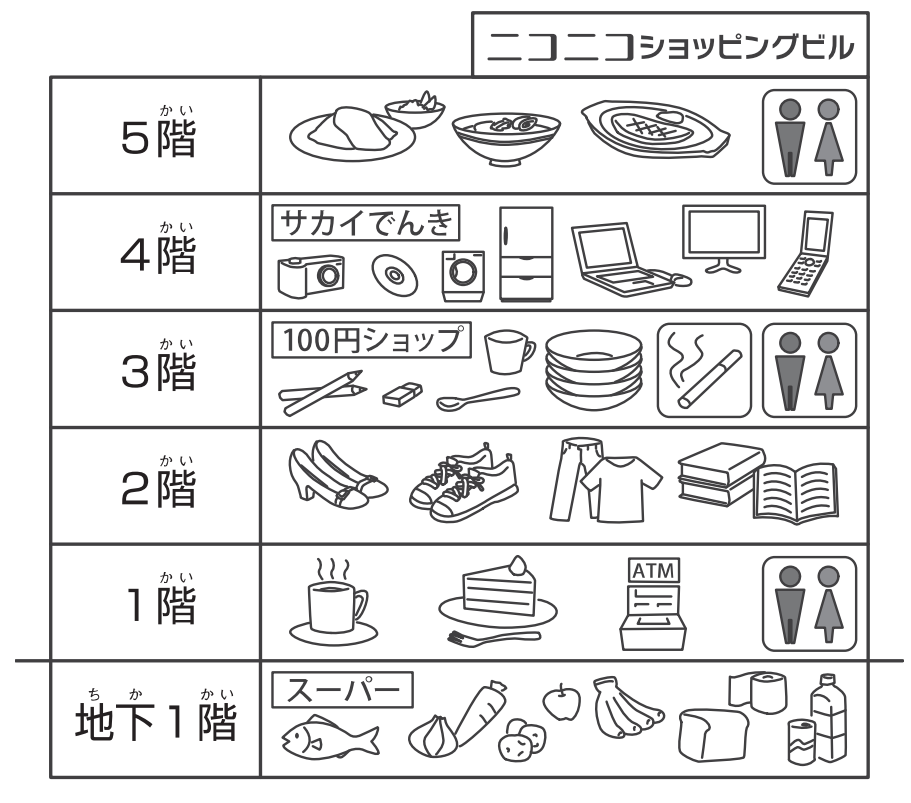 ニコニコショッピングビル
かい
5階
かい
4階
サカイでんき
かい
3階
100円ショップ
かい
2階
かい
1階
ATM
ち か かい
地下1階
スーパー